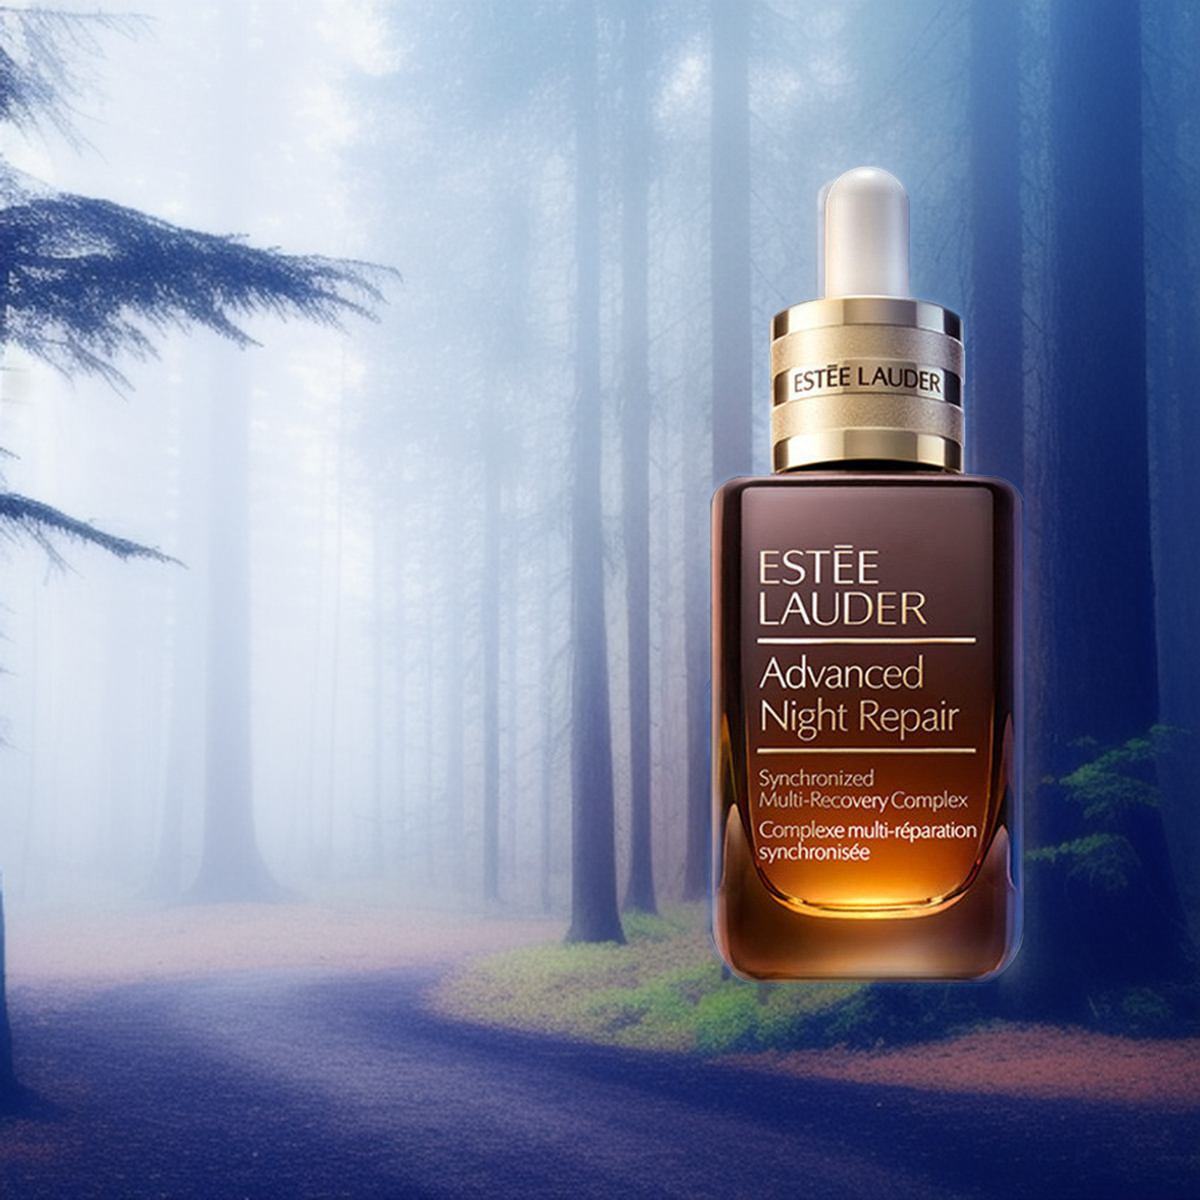 ESTĒE LAUDER
ESTĒE
LAUDER
Advanced
Night Repair
Synchronized
Multi-Recovery Complex
Complexe multi-réparation
synchronisée